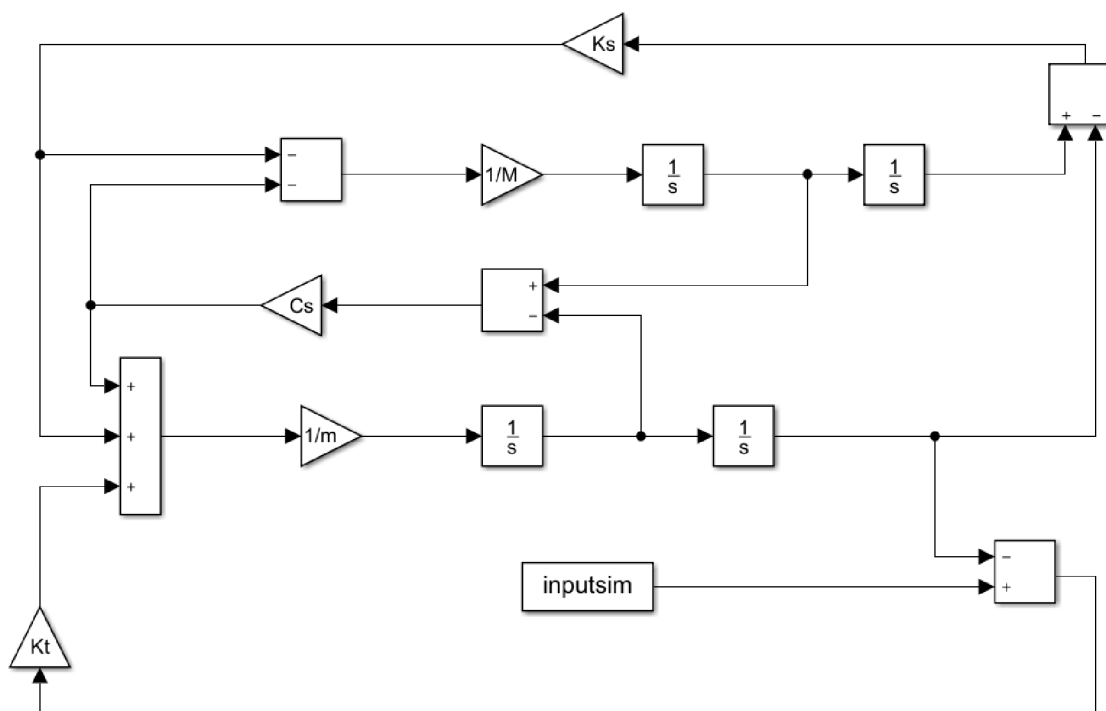 Ks
+ −
−
−
1/M
1
s
1
s
Cs
+
−
+
+
+
1/m
1
s
1
s
−
+
inputsim
Kt